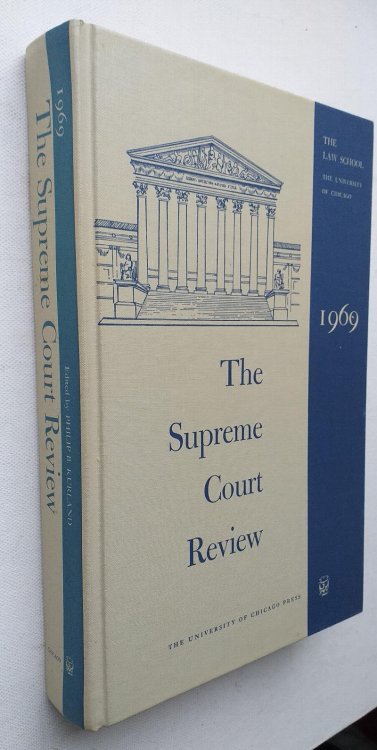 1969
The Supreme Court Review
Edited by PHILIP B. KURLAND
THE
LAW SCHOOL
THE UNIVERSITY
OF CHICAGO
1969
The
Supreme
Court
Review
THE UNIVERSITY OF CHICAGO PRESS